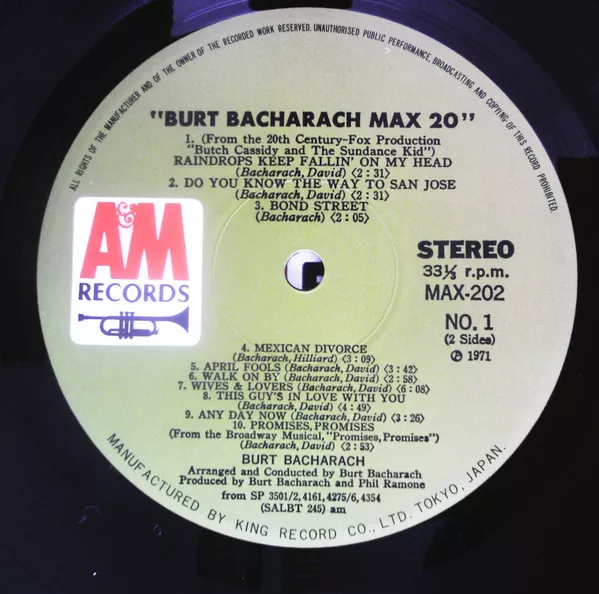 ALL RIGHTS OF THE MANUFACTURER AND OF THE OWNER OF THE RECORDED WORK RESERVED. UNAUTHORISED PUBLIC PERFORMANCE, BROADCASTING AND COPYING OF THIS RECORD PROHIBITED.
"BURT BACHARACH MAX 20"
1. (From the 20th Century-Fox Production
"Butch Cassidy and The Sundance Kid")
RAINDROPS KEEP FALLIN' ON MY HEAD
(Bacharach, David) (2:31)
2. DO YOU KNOW THE WAY TO SAN JOSE
(Bacharach, David) (2:31)
3. BOND STREET
(Bacharach) (2:05)
A&M
RECORDS
STEREO
33⅓ r.p.m.
MAX-202
NO. 1
(2 Sides)
℗ 1971
4. MEXICAN DIVORCE
(Bacharach, Hilliard) (3:09)
5. APRIL FOOLS (Bacharach, David) (3:42)
6. WALK ON BY (Bacharach, David) (2:58)
7. WIVES & LOVERS (Bacharach, David) (6:08)
8. THIS GUY'S IN LOVE WITH YOU
(Bacharach, David) (4:49)
9. ANY DAY NOW (Bacharach, David) (3:26)
10. PROMISES, PROMISES
(From the Broadway Musical, "Promises, Promises")
(Bacharach, David) (2:53)
BURT BACHARACH
Arranged and Conducted by Burt Bacharach
Produced by Burt Bacharach and Phil Ramone
from SP 3501/2, 4161, 4275/6, 4354
(SALBT 245) am
MANUFACTURED BY KING RECORD CO., LTD. TOKYO, JAPAN.